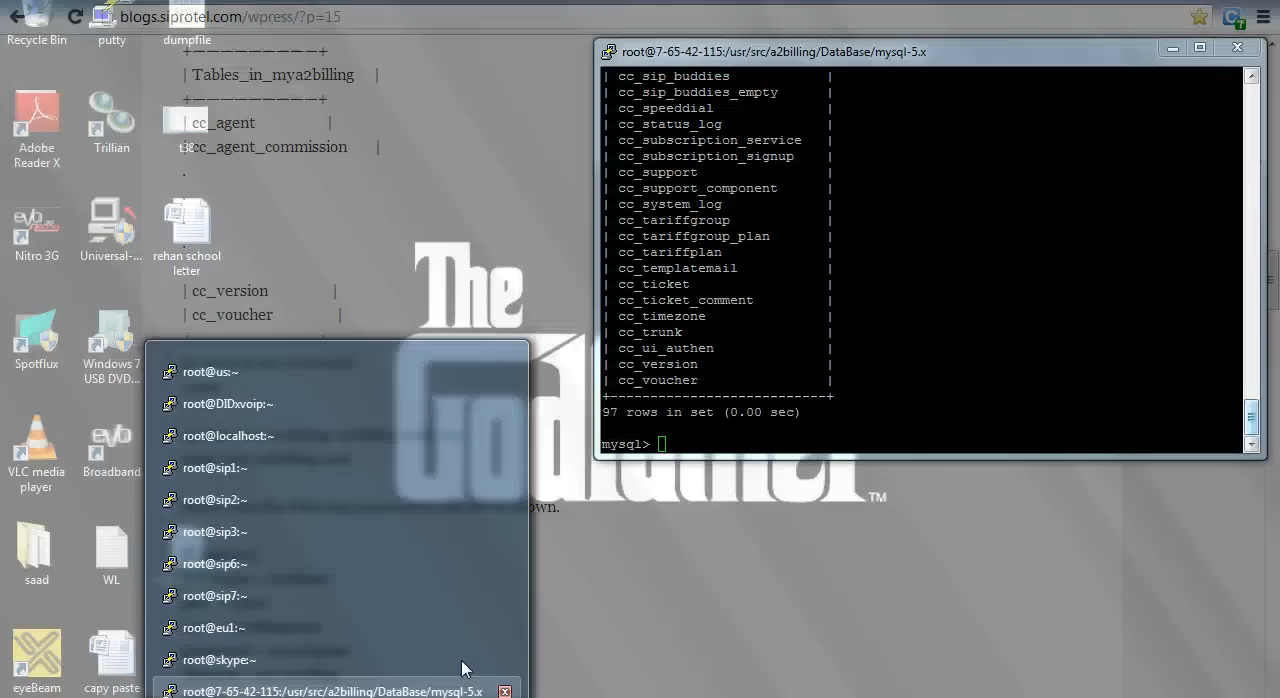 blogs.siprotel.com/wpress/?p=15
Recycle Bin
putty
dumpfile
Adobe
Reader X
Trillian
t38
Nitro 3G
Universal-...
rehan school
letter
Spotflux
Windows 7
USB DVD...
VLC media
player
evo
Broadband
saad
WL
eyeBeam
capy paste
+————————+
| Tables_in_mya2billing |
+————————+
| cc_agent |
| cc_agent_commission |
.
.
| cc_version |
| cc_voucher |
own.
The
Godfather
TM
root@7-65-42-115:/usr/src/a2billing/DataBase/mysql-5.x
| cc_sip_buddies |
| cc_sip_buddies_empty |
| cc_speeddial |
| cc_status_log |
| cc_subscription_service |
| cc_subscription_signup |
| cc_support |
| cc_support_component |
| cc_system_log |
| cc_tariffgroup |
| cc_tariffgroup_plan |
| cc_tariffplan |
| cc_templatemail |
| cc_ticket |
| cc_ticket_comment |
| cc_timezone |
| cc_trunk |
| cc_ui_authen |
| cc_version |
| cc_voucher |
+---------------------------+
97 rows in set (0.00 sec)
mysql>
root@us:~
root@DIDxvoip:~
root@localhost:~
root@sip1:~
root@sip2:~
root@sip3:~
root@sip6:~
root@sip7:~
root@eu1:~
root@skype:~
root@7-65-42-115:/usr/src/a2billing/DataBase/mysql-5.x